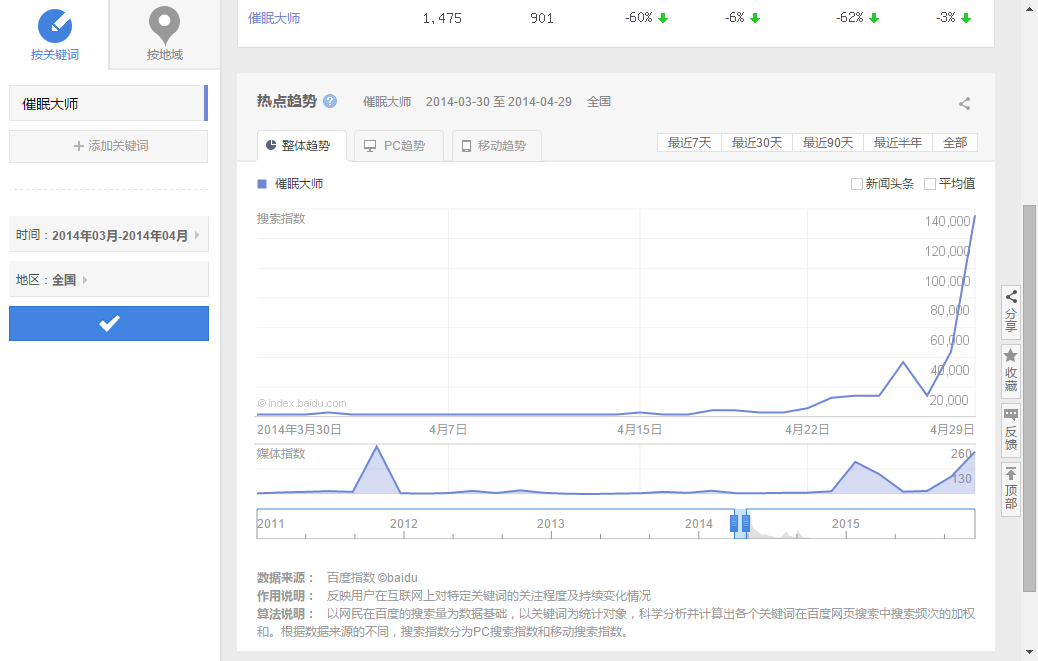 按关键词
按地域
催眠大师
+ 添加关键词
时间：2014年03月-2014年04月
地区：全国
催眠大师 1,475 901 -60% -6% -62% -3%
热点趋势 ? 催眠大师 2014-03-30 至 2014-04-29 全国
整体趋势 PC趋势 移动趋势 最近7天 最近30天 最近90天 最近半年 全部
催眠大师 新闻头条 平均值
搜索指数
140,000
120,000
100,000
80,000
60,000
40,000
20,000
©index.baidu.com
2014年3月30日 4月7日 4月15日 4月22日 4月29日
媒体指数
260
130
2011 2012 2013 2014 2015
数据来源： 百度指数 ©baidu
作用说明： 反映用户在互联网上对特定关键词的关注程度及持续变化情况
算法说明： 以网民在百度的搜索量为数据基础，以关键词为统计对象，科学分析并计算出各个关键词在百度网页搜索中搜索频次的加权
和。根据数据来源的不同，搜索指数分为PC搜索指数和移动搜索指数。
分享
收藏
反馈
顶部